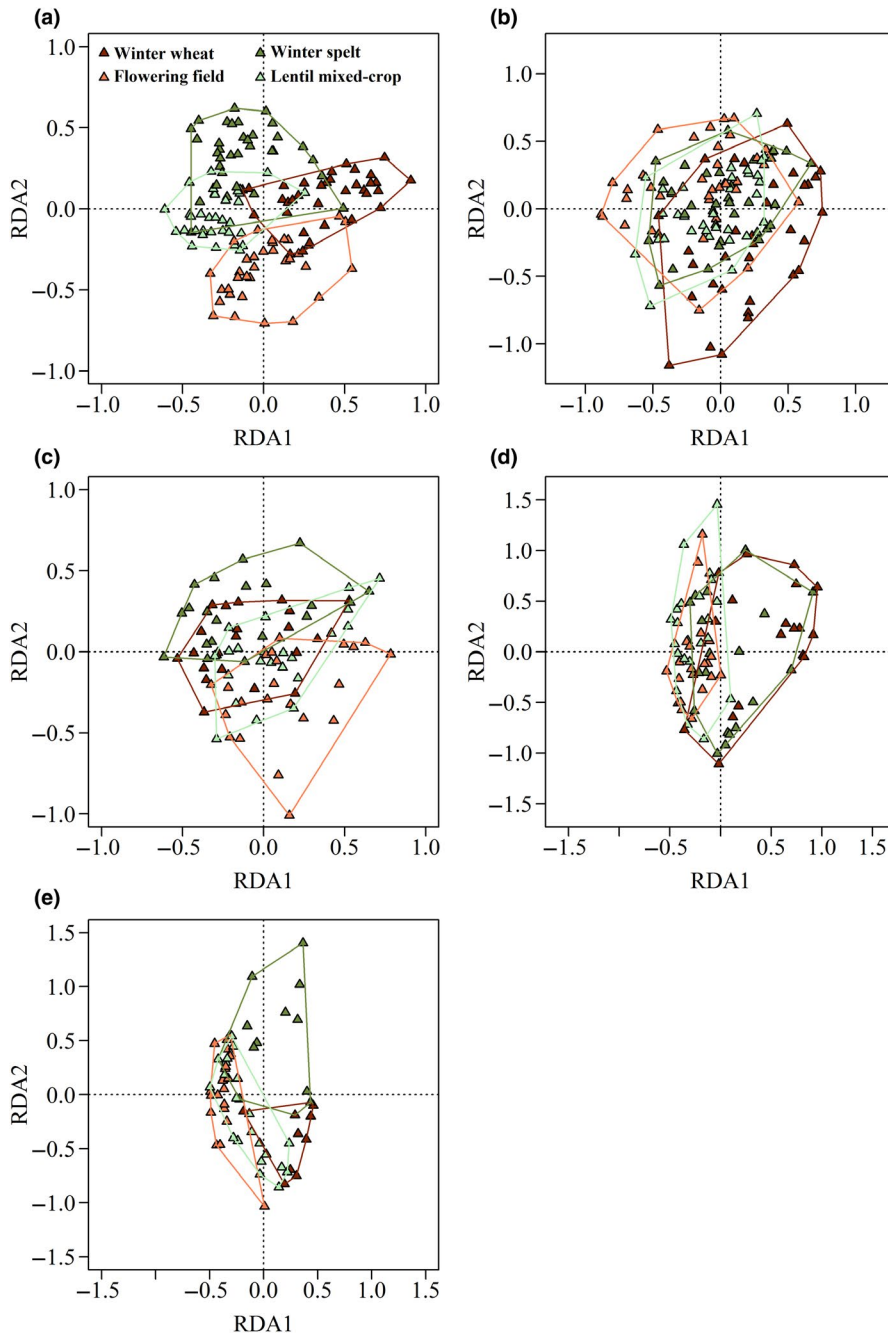 (a)
Winter wheat Winter spelt
Flowering field Lentil mixed-crop
1.0
0.5
0.0
−0.5
−1.0
RDA2
−1.0 −0.5 0.0 0.5 1.0
RDA1
(b)
1.0
0.5
0.0
−0.5
−1.0
RDA2
−1.0 −0.5 0.0 0.5 1.0
RDA1
(c)
1.0
0.5
0.0
−0.5
−1.0
RDA2
−1.0 −0.5 0.0 0.5 1.0
RDA1
(d)
1.5
1.0
0.5
0.0
−0.5
−1.0
−1.5
RDA2
−1.5 −0.5 0.5 1.0 1.5
RDA1
(e)
1.5
1.0
0.5
0.0
−0.5
−1.0
−1.5
RDA2
−1.5 −0.5 0.0 0.5 1.5
RDA1